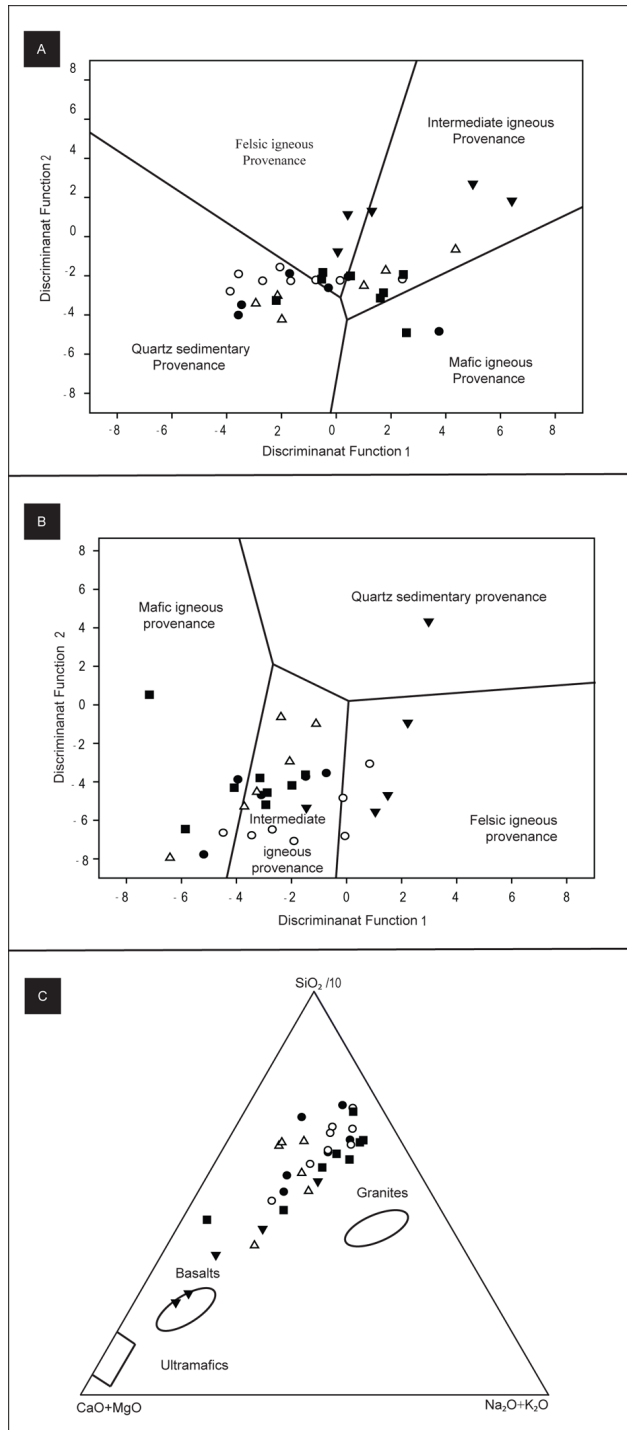 A
8
6
4
2
0
-2
-4
-6
-8
Felsic igneous
Provenance
Intermediate igneous
Provenance
Quartz sedimentary
Provenance
Mafic igneous
Provenance
-8 -6 -4 -2 0 2 4 6 8
Discriminanat Function 1
Discriminanat Function 2
B
8
6
4
2
0
-2
-4
-6
-8
Mafic igneous
provenance
Quartz sedimentary provenance
Intermediate
igneous
provenance
Felsic igneous
provenance
-8 -6 -4 -2 0 2 4 6 8
Discriminanat Function 1
Discriminanat Function 2
C
SiO₂ /10
Granites
Basalts
Ultramafics
CaO+MgO
Na₂O+K₂O